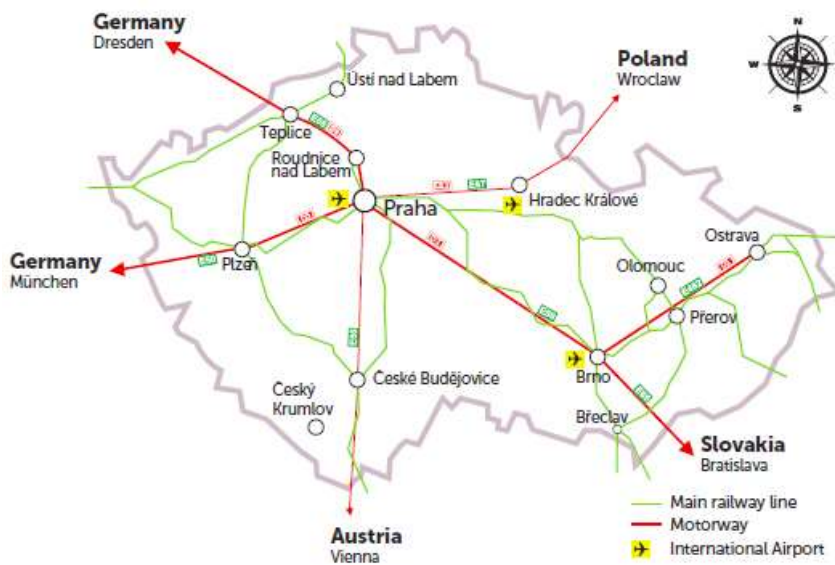 Germany
Dresden
Ústí nad Labem
Teplice
Roudnice
nad Labem
Poland
Wroclaw
N
W
E
S
Praha
Hradec Králové
Germany
München
Plzeň
Ostrava
Olomouc
Přerov
Brno
České Budějovice
Český
Krumlov
Břeclav
Slovakia
Bratislava
Austria
Vienna
Main railway line
Motorway
International Airport